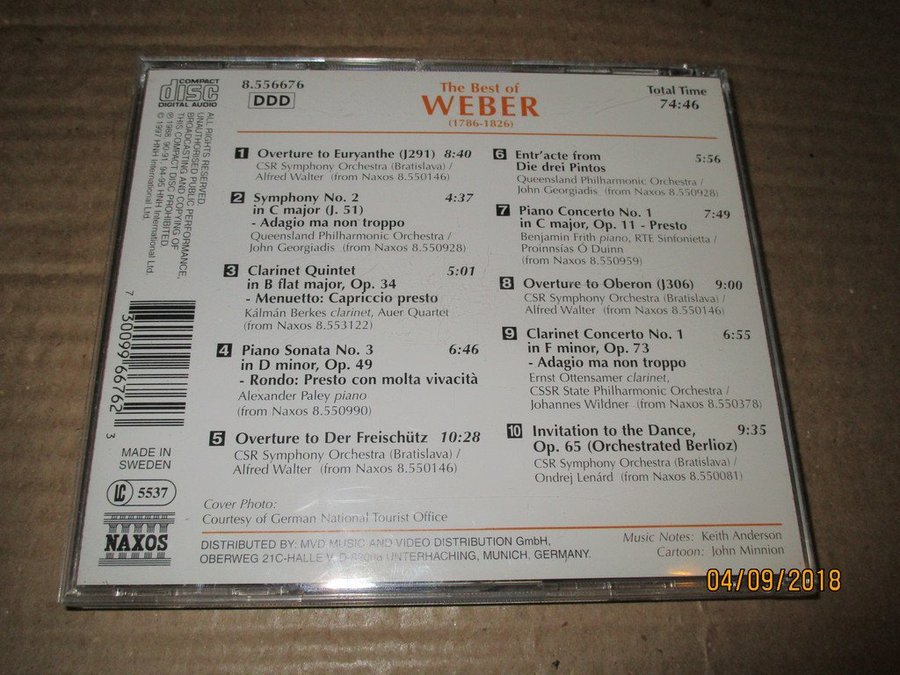 COMPACT
disc
DIGITAL AUDIO
ALL RIGHTS RESERVED.
UNAUTHORISED PUBLIC PERFORMANCE,
BROADCASTING AND COPYING OF
THIS COMPACT DISC PROHIBITED.
℗ 1988, 90-91, 94-95 HNH
© 1997 HNH International Ltd.
7 30099 66762 3
MADE IN
SWEDEN
LC 5537
NAXOS
8.556676
DDD
The Best of
WEBER
(1786-1826)
Total Time
74:46
1 Overture to Euryanthe (J291) 8:40
CSR Symphony Orchestra (Bratislava) /
Alfred Walter (from Naxos 8.550146)
2 Symphony No. 2 4:37
in C major (J. 51)
- Adagio ma non troppo
Queensland Philharmonic Orchestra /
John Georgiadis (from Naxos 8.550928)
3 Clarinet Quintet 5:01
in B flat major, Op. 34
- Menuetto: Capriccio presto
Kálmán Berkes clarinet, Auer Quartet
(from Naxos 8.553122)
4 Piano Sonata No. 3 6:46
in D minor, Op. 49
- Rondo: Presto con molta vivacità
Alexander Paley piano
(from Naxos 8.550990)
5 Overture to Der Freischütz 10:28
CSR Symphony Orchestra (Bratislava) /
Alfred Walter (from Naxos 8.550146)
6 Entr'acte from 5:56
Die drei Pintos
Queensland Philharmonic Orchestra /
John Georgiadis (from Naxos 8.550928)
7 Piano Concerto No. 1 7:49
in C major, Op. 11 - Presto
Benjamin Frith piano, RTE Sinfonietta /
Proinnsías Ó Duinn
(from Naxos 8.550959)
8 Overture to Oberon (J306) 9:00
CSR Symphony Orchestra (Bratislava) /
Alfred Walter (from Naxos 8.550146)
9 Clarinet Concerto No. 1 6:55
in F minor, Op. 73
- Adagio ma non troppo
Ernst Ottensamer clarinet,
CSSR State Philharmonic Orchestra /
Johannes Wildner (from Naxos 8.550378)
10 Invitation to the Dance, 9:35
Op. 65 (Orchestrated Berlioz)
CSR Symphony Orchestra (Bratislava) /
Ondrej Lenárd (from Naxos 8.550081)
Cover Photo:
Courtesy of German National Tourist Office
DISTRIBUTED BY: MVD MUSIC AND VIDEO DISTRIBUTION GmbH,
OBERWEG 21C-HALLE V, UNTERHACHING, MUNICH, GERMANY.
Music Notes: Keith Anderson
Cartoon: John Minnion
04/09/2018